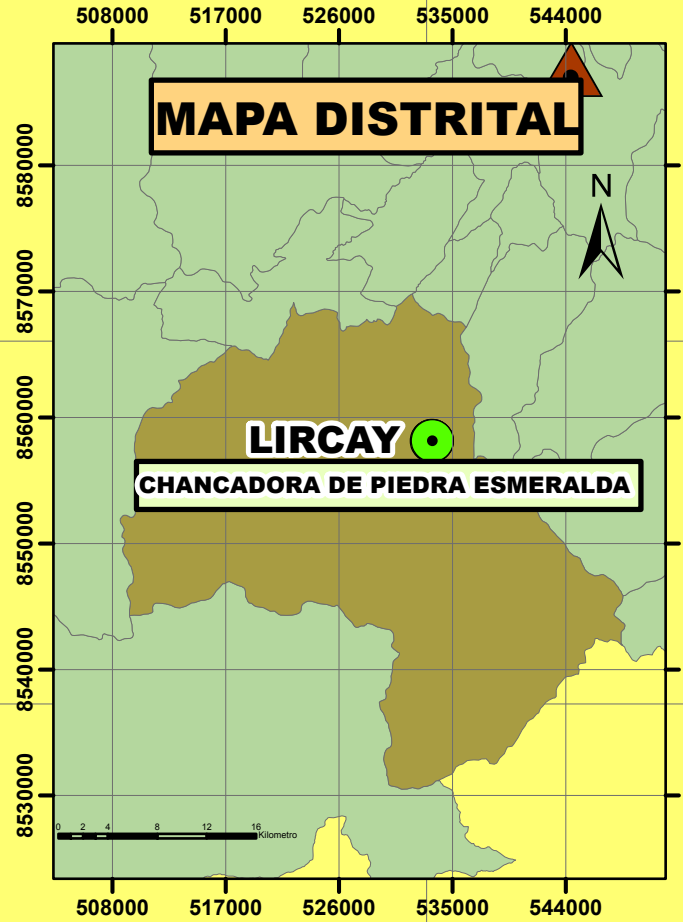 508000 517000 526000 535000 544000
MAPA DISTRITAL
N
8580000
8570000
8560000
LIRCAY
CHANCADORA DE PIEDRA ESMERALDA
8550000
8540000
8530000
0 2 4 8 12 16
Kilometro
508000 517000 526000 535000 544000